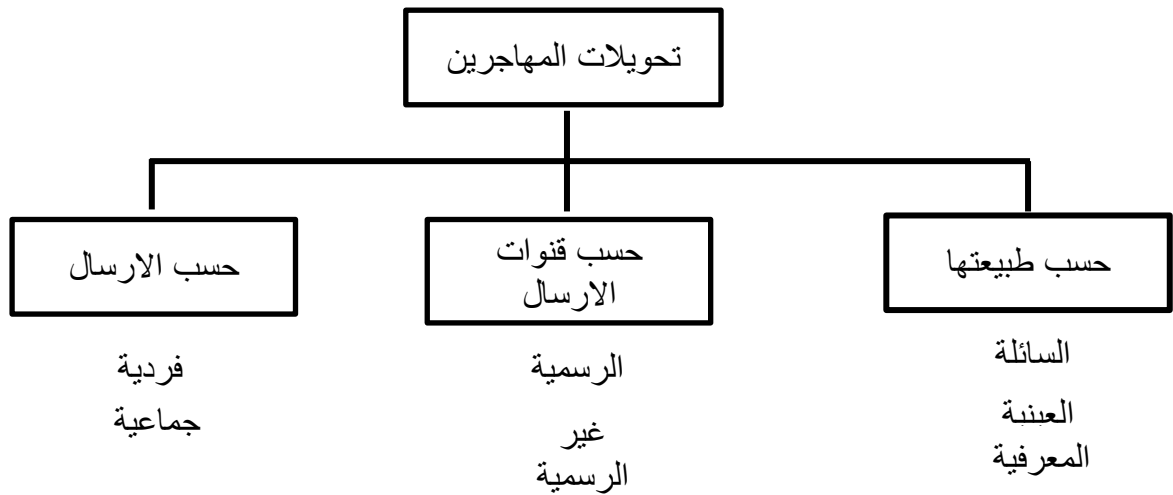 تحويلات المهاجرين
حسب طبيعتها
السائلة
العينية
المعرفية
حسب قنوات
الارسال
الرسمية
غير
الرسمية
حسب الارسال
فردية
جماعية